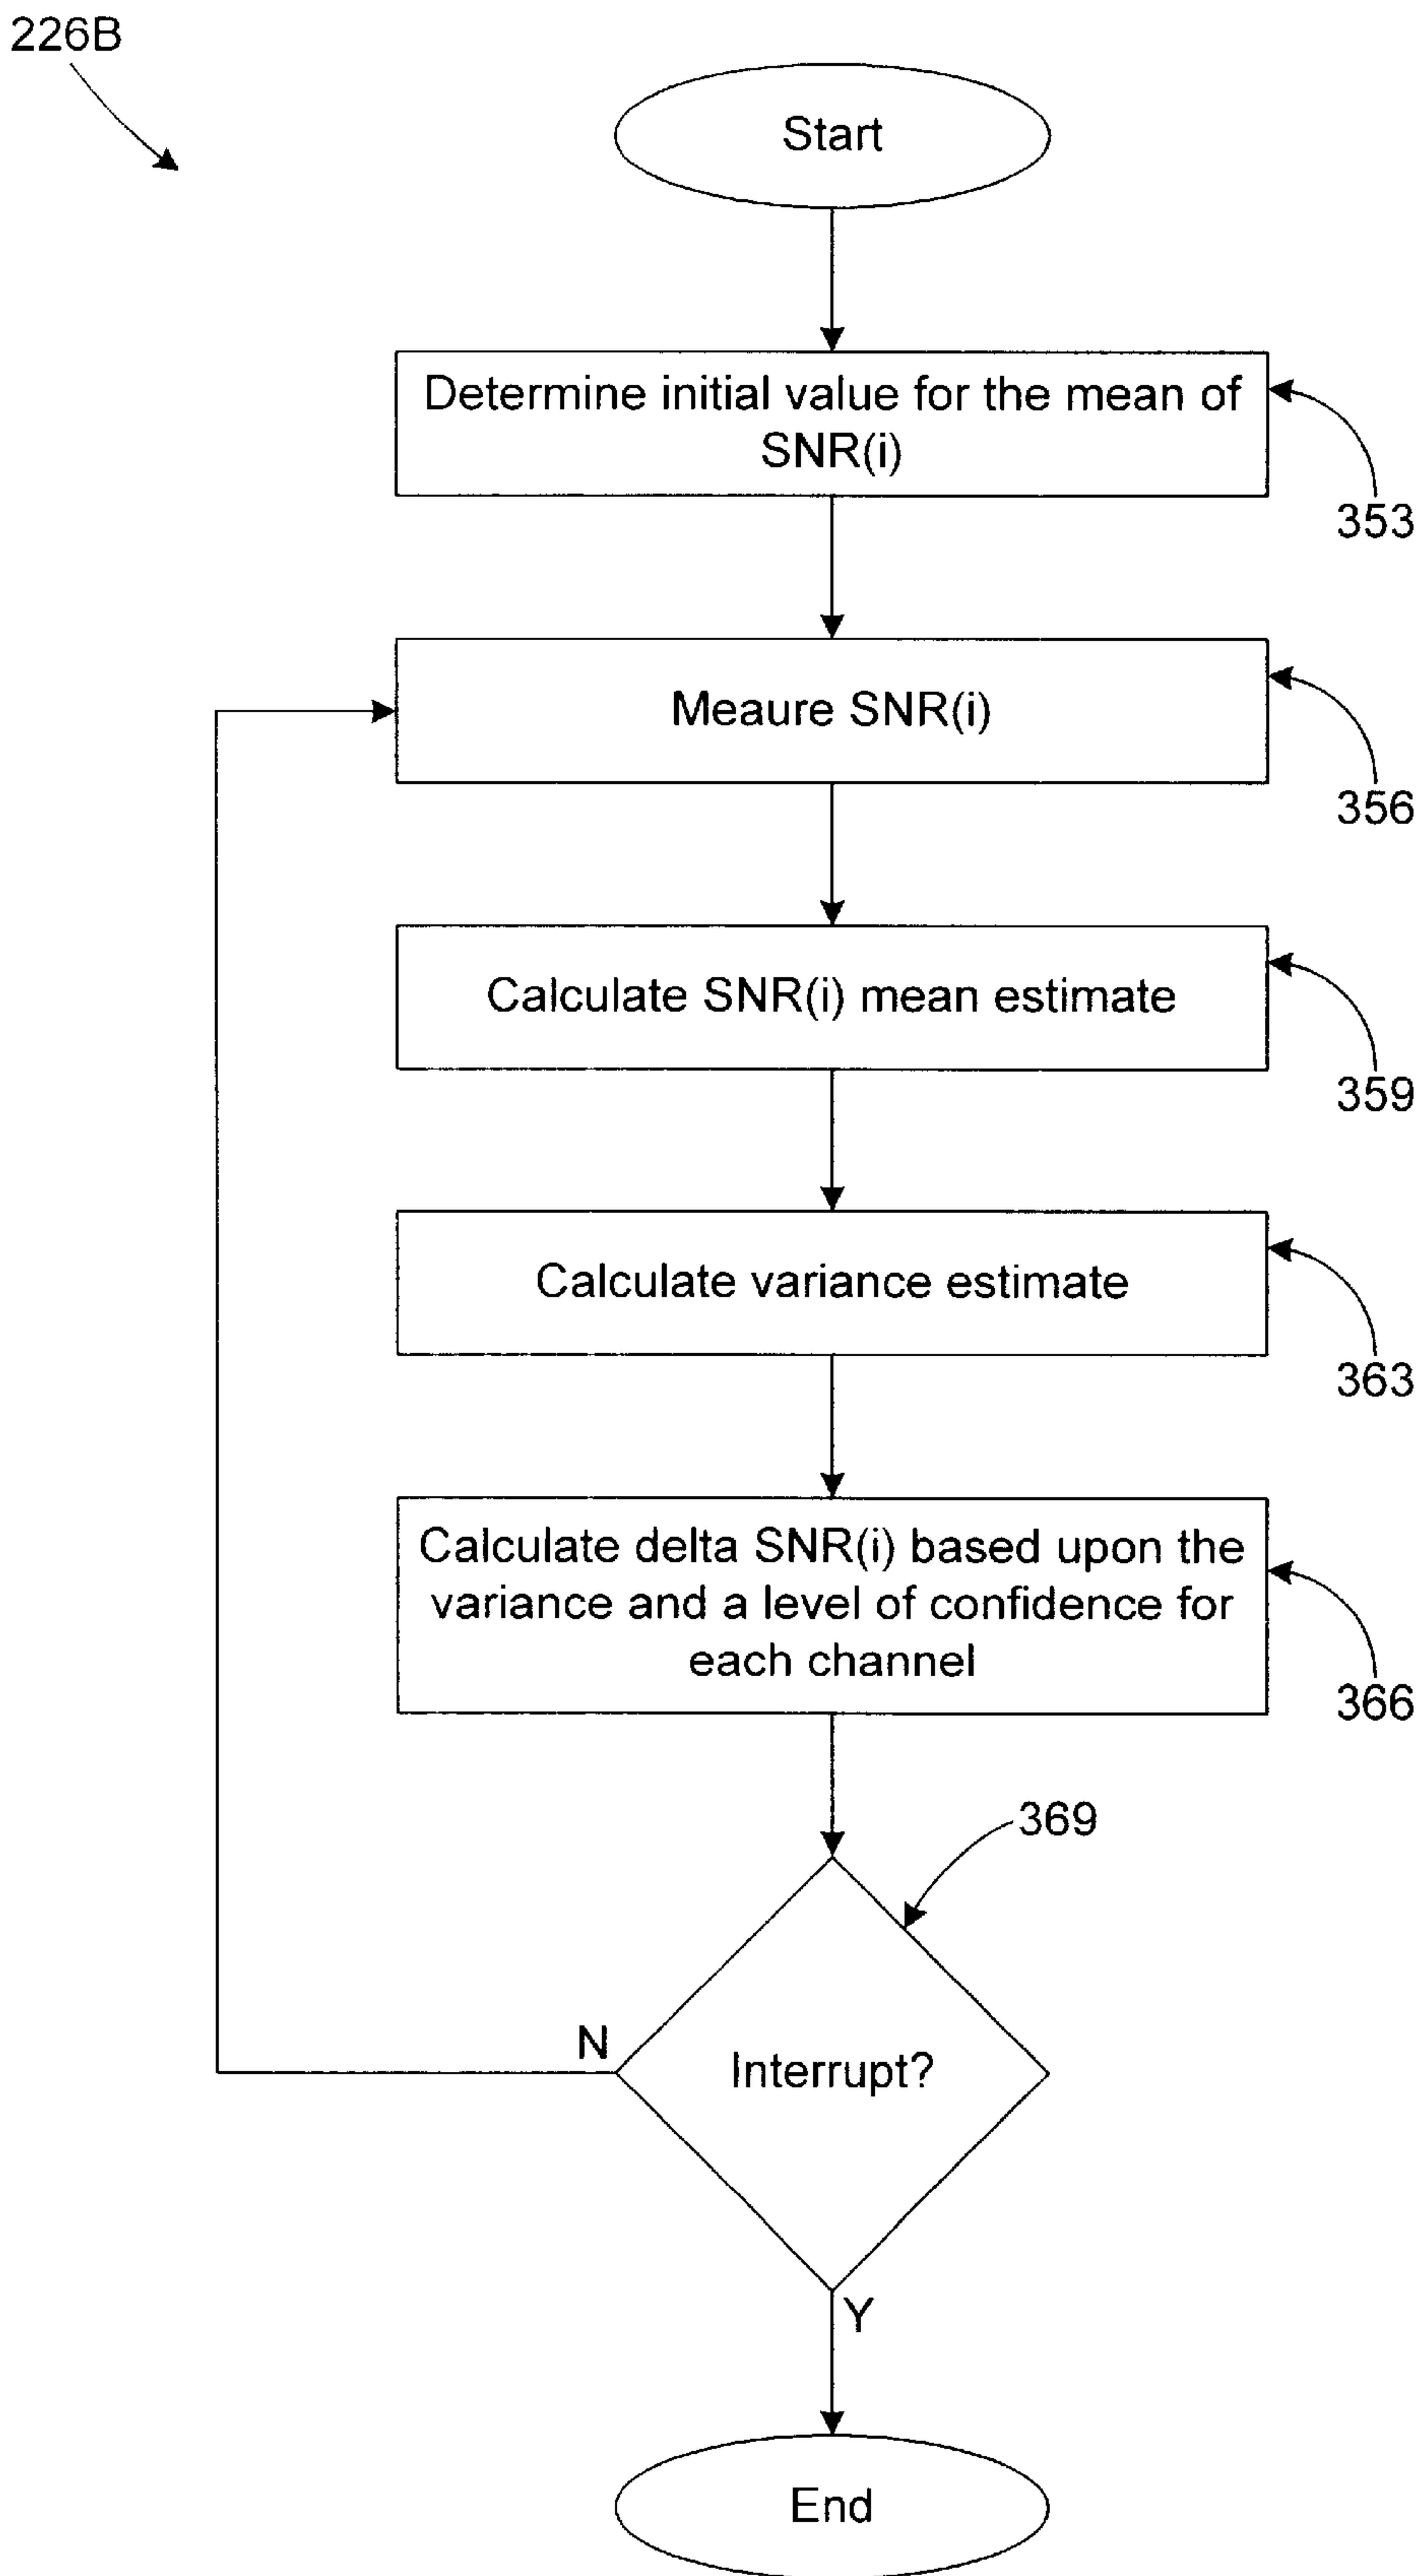 226B
Start
Determine initial value for the mean of
SNR(i)
353
Meaure SNR(i)
356
Calculate SNR(i) mean estimate
359
Calculate variance estimate
363
Calculate delta SNR(i) based upon the
variance and a level of confidence for
each channel
366
369
Interrupt?
N
Y
End